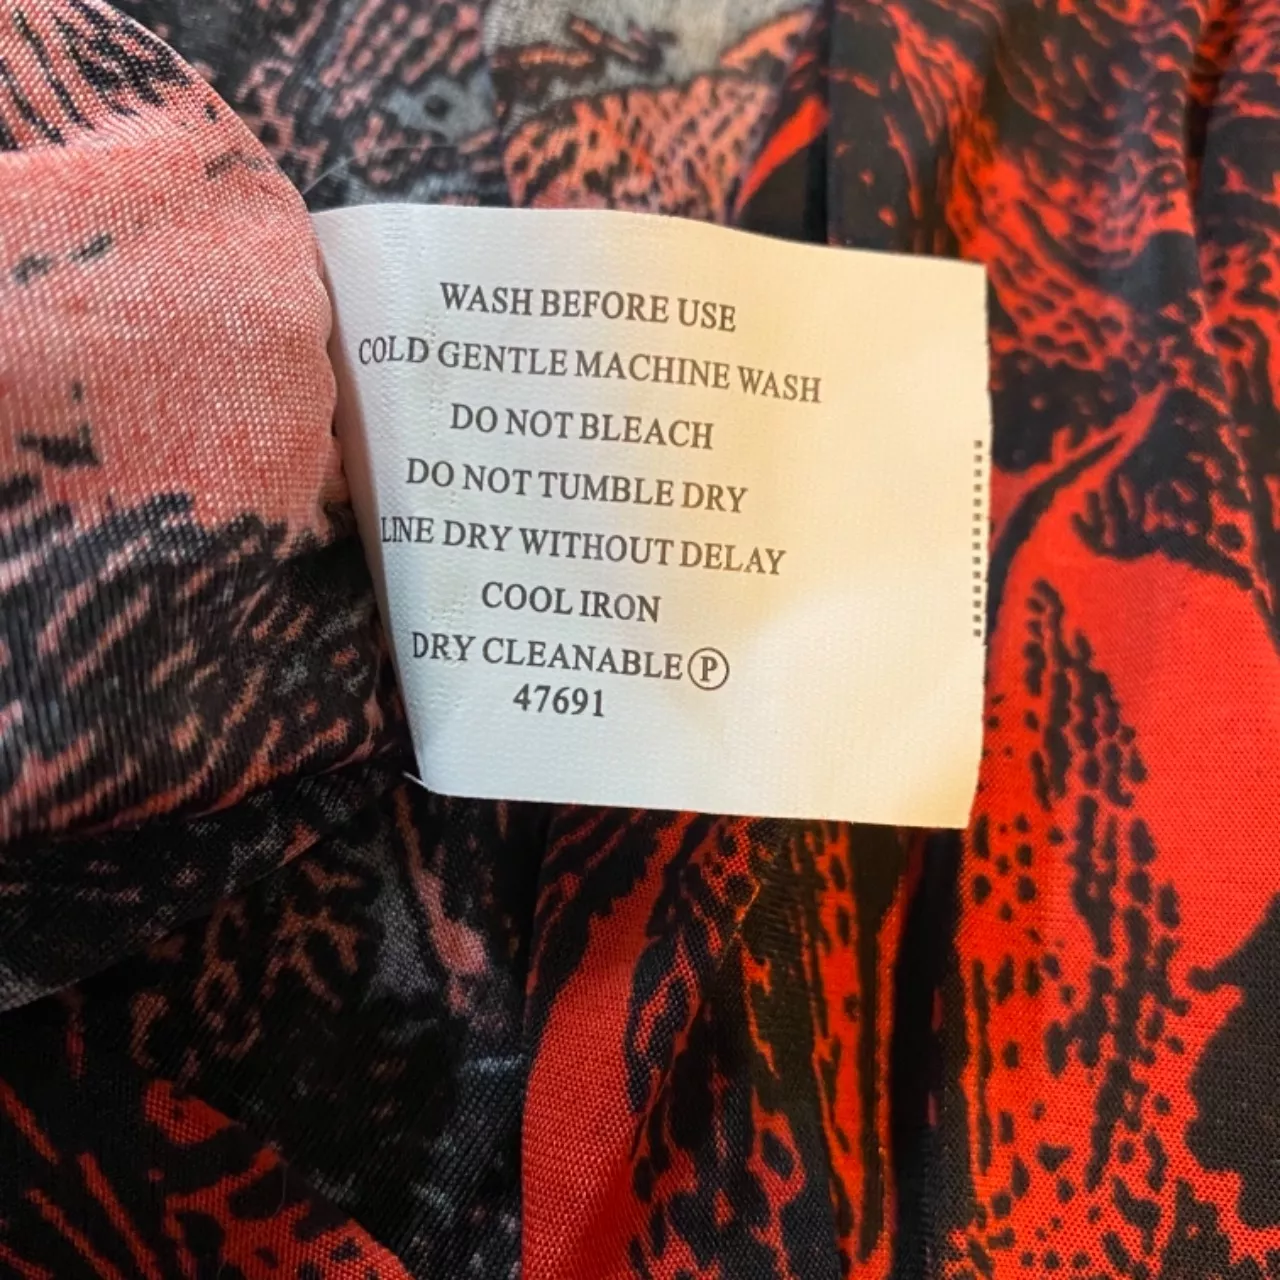 WASH BEFORE USE
COLD GENTLE MACHINE WASH
DO NOT BLEACH
DO NOT TUMBLE DRY
LINE DRY WITHOUT DELAY
COOL IRON
DRY CLEANABLE Ⓟ
47691